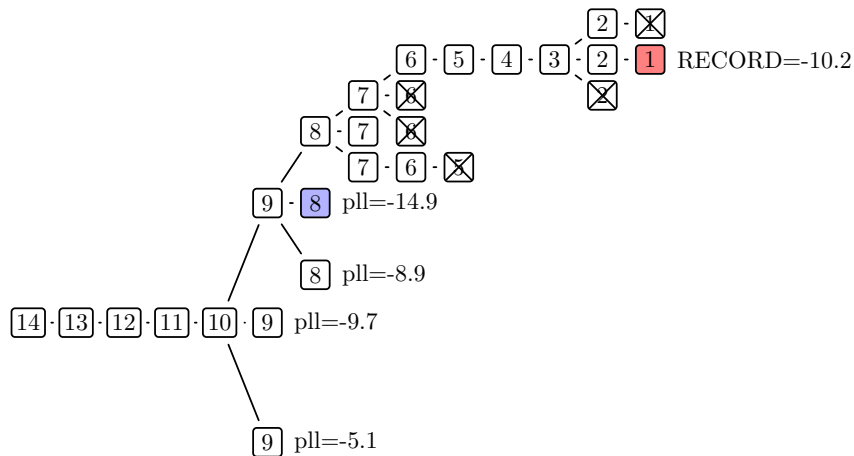 2 1
6 5 4 3 2 1 RECORD=-10.2
7 6 2
8 7 6
7 6 5
9 8 pll=-14.9
8 pll=-8.9
14 13 12 11 10 9 pll=-9.7
9 pll=-5.1